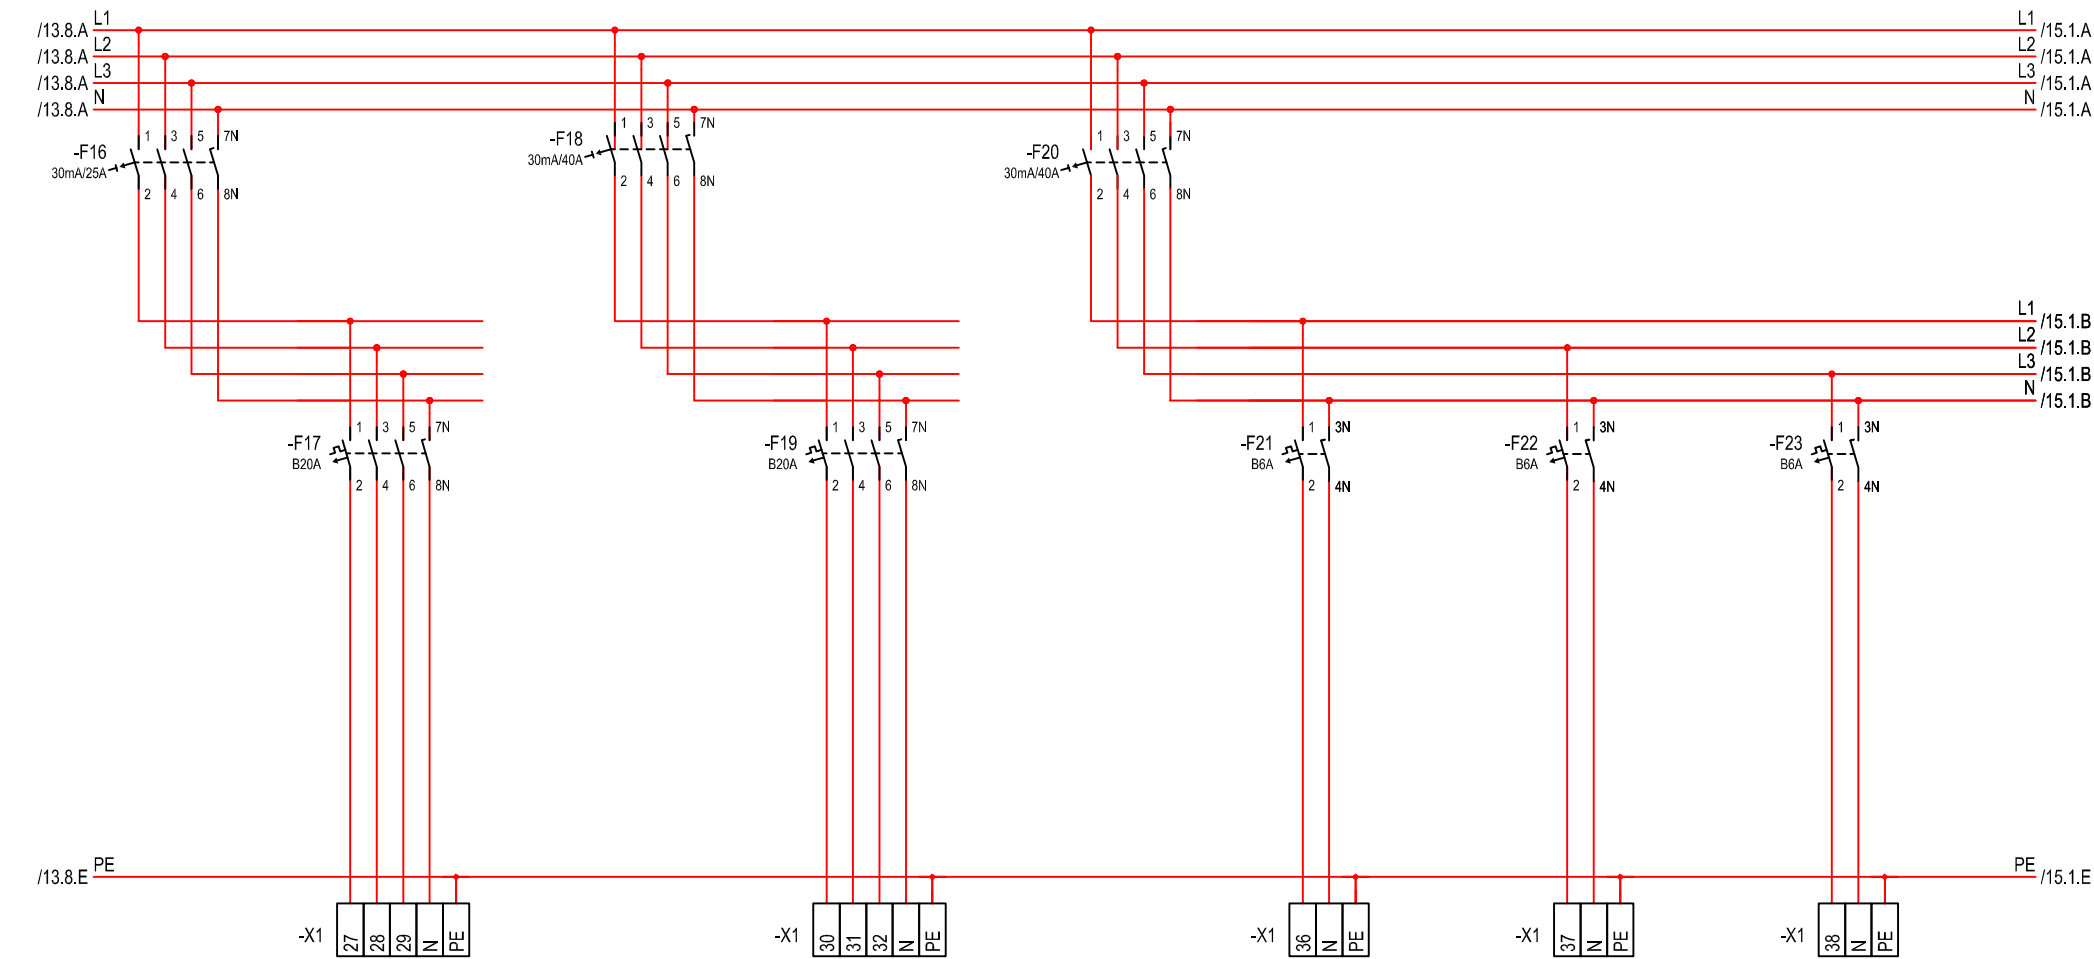 L1 L1
/13.8.A /15.1.A
L2 L2
/13.8.A /15.1.A
L3 L3
/13.8.A /15.1.A
N N
/13.8.A /15.1.A
-F16 1 3 5 7N
30mA/25A
2 4 6 8N
-F18 1 3 5 7N
30mA/40A
2 4 6 8N
-F20 1 3 5 7N
30mA/40A
2 4 6 8N
L1
/15.1.B
L2
/15.1.B
L3
/15.1.B
N
/15.1.B
-F17 1 3 5 7N
B20A
2 4 6 8N
-F19 1 3 5 7N
B20A
2 4 6 8N
-F21 1 3N
B6A
2 4N
-F22 1 3N
B6A
2 4N
-F23 1 3N
B6A
2 4N
PE PE
/13.8.E /15.1.E
-X1 27 28 29 N PE
-X1 30 31 32 N PE
-X1 36 N PE
-X1 37 N PE
-X1 38 N PE